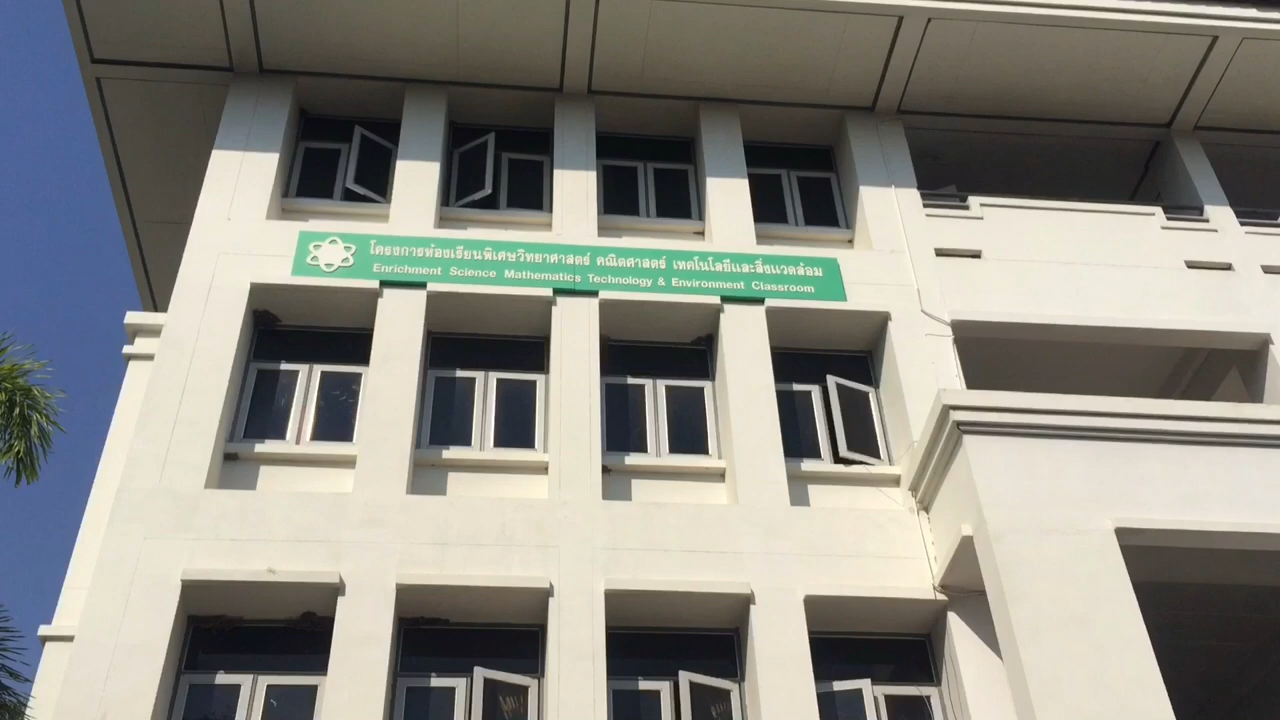 โครงการห้องเรียนพิเศษวิทยาศาสตร์ คณิตศาสตร์ เทคโนโลยีและสิ่งแวดล้อม
Enrichment Science Mathematics Technology & Environment Classroom